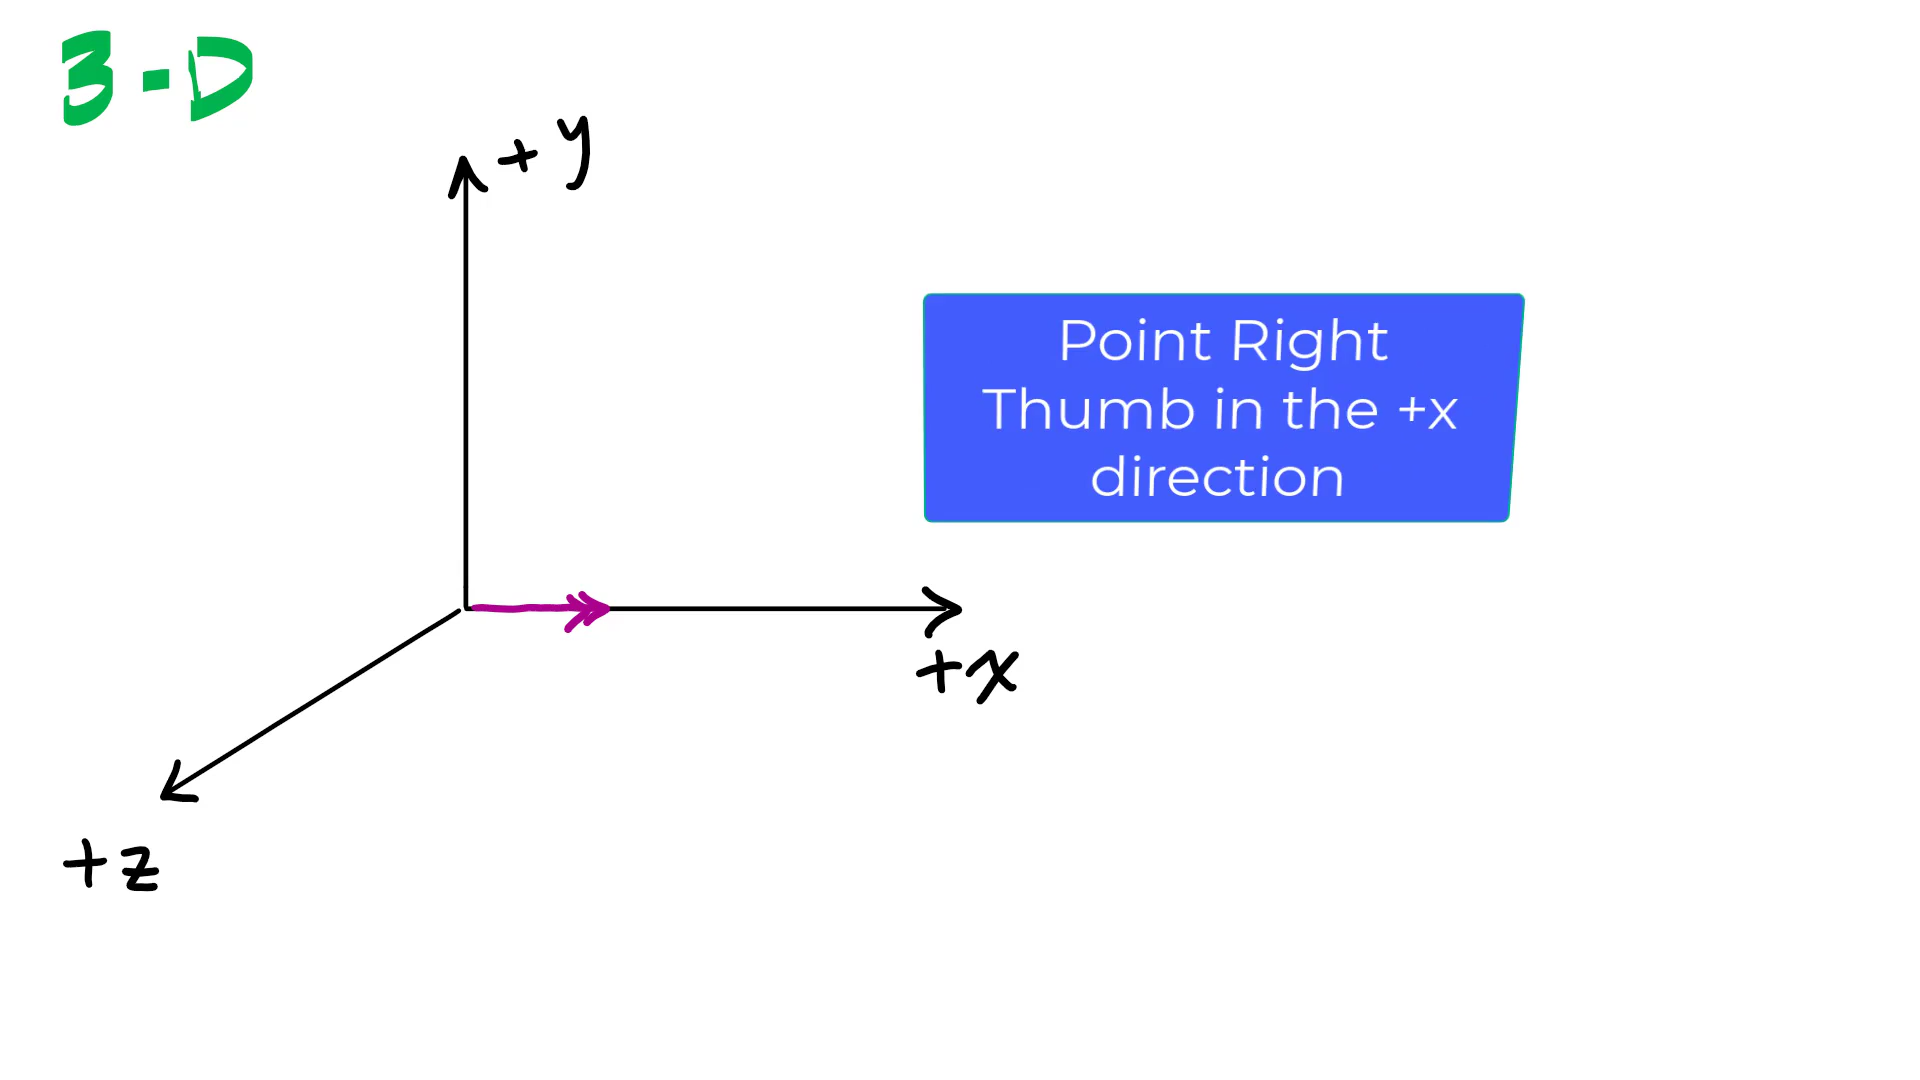 3-D
+y
Point Right
Thumb in the +x
direction
+x
+z